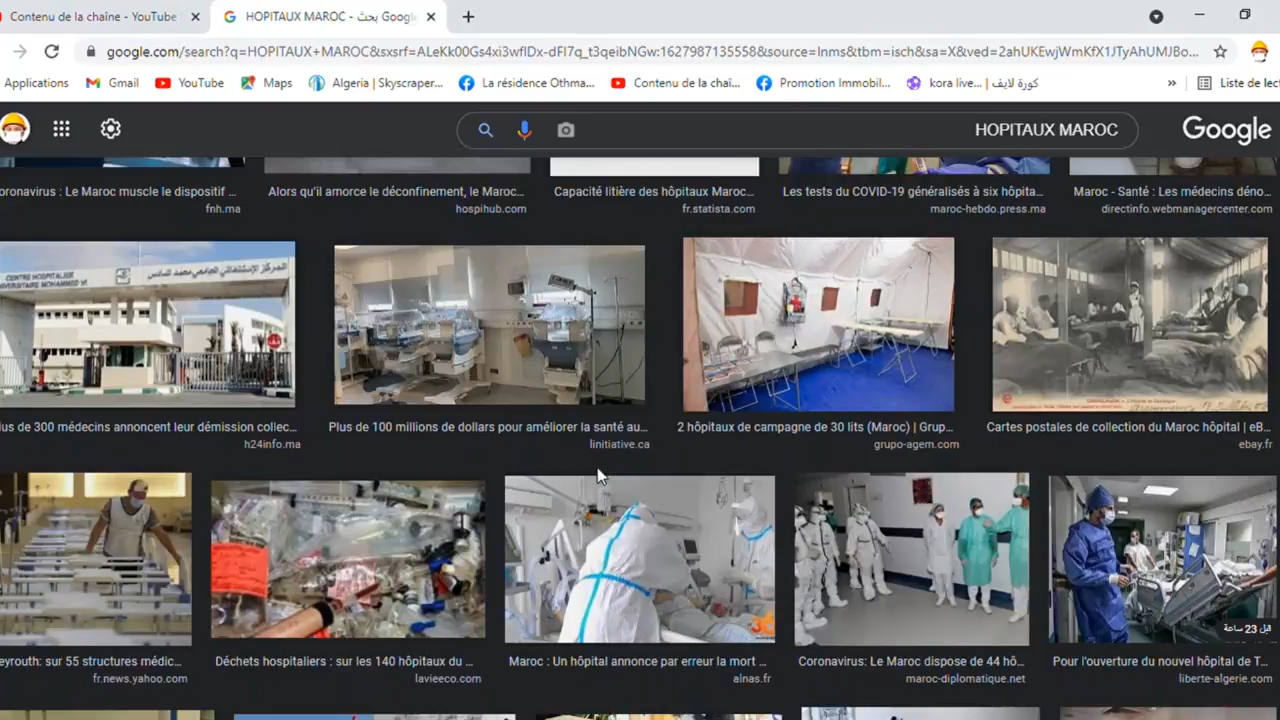 Contenu de la chaîne - YouTube
HOPITAUX MAROC - بحث Google
google.com/search?q=HOPITAUX+MAROC&sxsrf=ALeKk00Gs4xi3wflDx-dFl7q_t3qeibNGw:1627987135558&source=lnms&tbm=isch&sa=X&ved=2ahUKEwjWmKfX1JTyAhUMJBo...
Applications
Gmail
YouTube
Maps
Algeria | Skyscraper...
La résidence Othma...
Contenu de la chaî...
Promotion Immobil...
kora live... | كورة لايف
»
Liste de lect
HOPITAUX MAROC
Google
oronavirus : Le Maroc muscle le dispositif ...
fnh.ma
Alors qu'il amorce le déconfinement, le Maroc...
hospihub.com
Capacité litière des hôpitaux Maroc...
fr.statista.com
Les tests du COVID-19 généralisés à six hôpita...
maroc-hebdo.press.ma
Maroc - Santé : Les médecins déno...
directinfo.webmanagercenter.com
CENTRE HOSPITALIER
UNIVERSITAIRE MOHAMMED VI
المركز الإستشفائي الجامعي محمد السادس
lus de 300 médecins annoncent leur démission collec...
h24info.ma
Plus de 100 millions de dollars pour améliorer la santé au...
linitiative.ca
2 hôpitaux de campagne de 30 lits (Maroc) | Grup...
grupo-agem.com
Cartes postales de collection du Maroc hôpital | eB...
ebay.fr
eyrouth: sur 55 structures médic...
fr.news.yahoo.com
Déchets hospitaliers : sur les 140 hôpitaux du ...
lavieeco.com
Maroc : Un hôpital annonce par erreur la mort ...
alnas.fr
Coronavirus: Le Maroc dispose de 44 hô...
maroc-diplomatique.net
قبل 23 ساعة
Pour l'ouverture du nouvel hôpital de T...
liberte-algerie.com